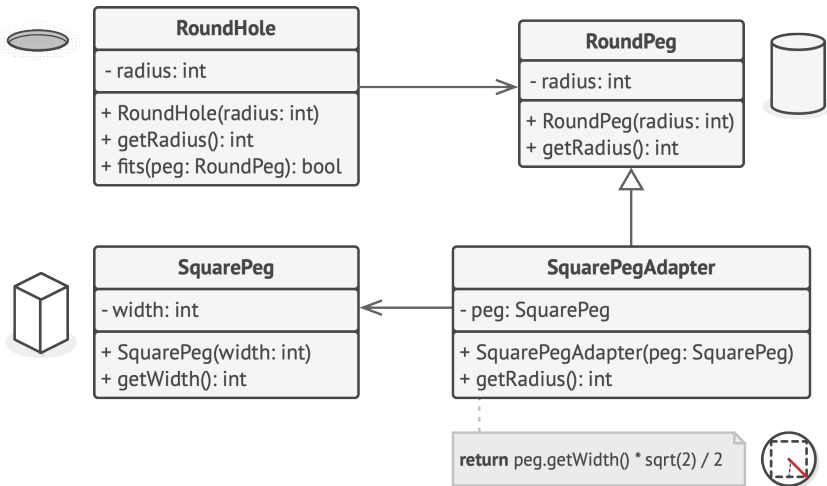 RoundHole
- radius: int
+ RoundHole(radius: int)
+ getRadius(): int
+ fits(peg: RoundPeg): bool
RoundPeg
- radius: int
+ RoundPeg(radius: int)
+ getRadius(): int
SquarePeg
- width: int
+ SquarePeg(width: int)
+ getWidth(): int
SquarePegAdapter
- peg: SquarePeg
+ SquarePegAdapter(peg: SquarePeg)
+ getRadius(): int
return peg.getWidth() * sqrt(2) / 2